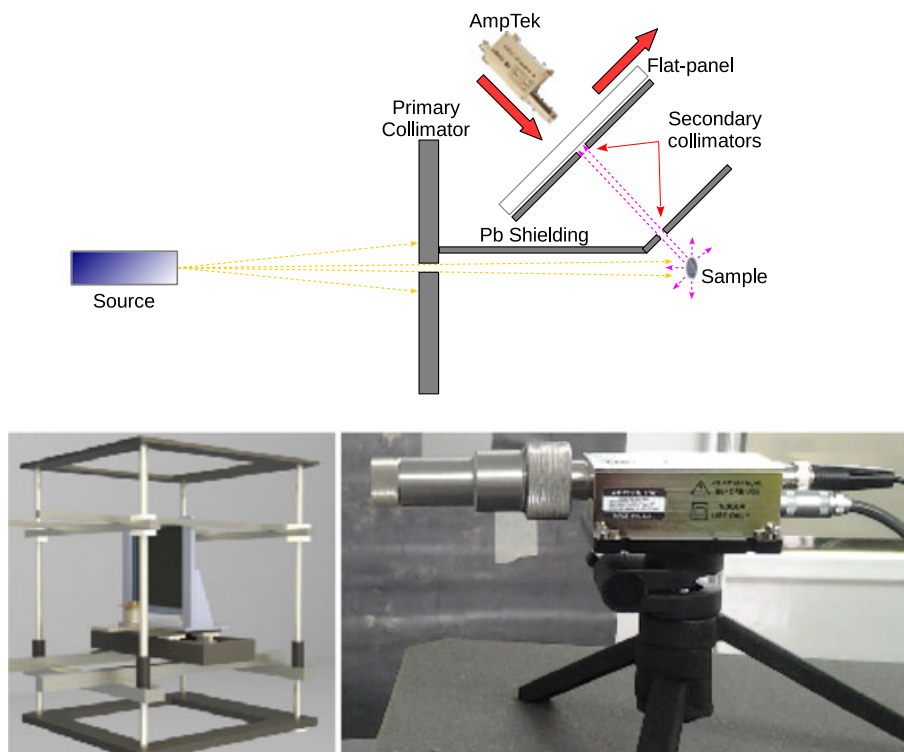 AmpTek
Flat-panel
Primary
Collimator
Secondary
collimators
Pb Shielding
Source
Sample